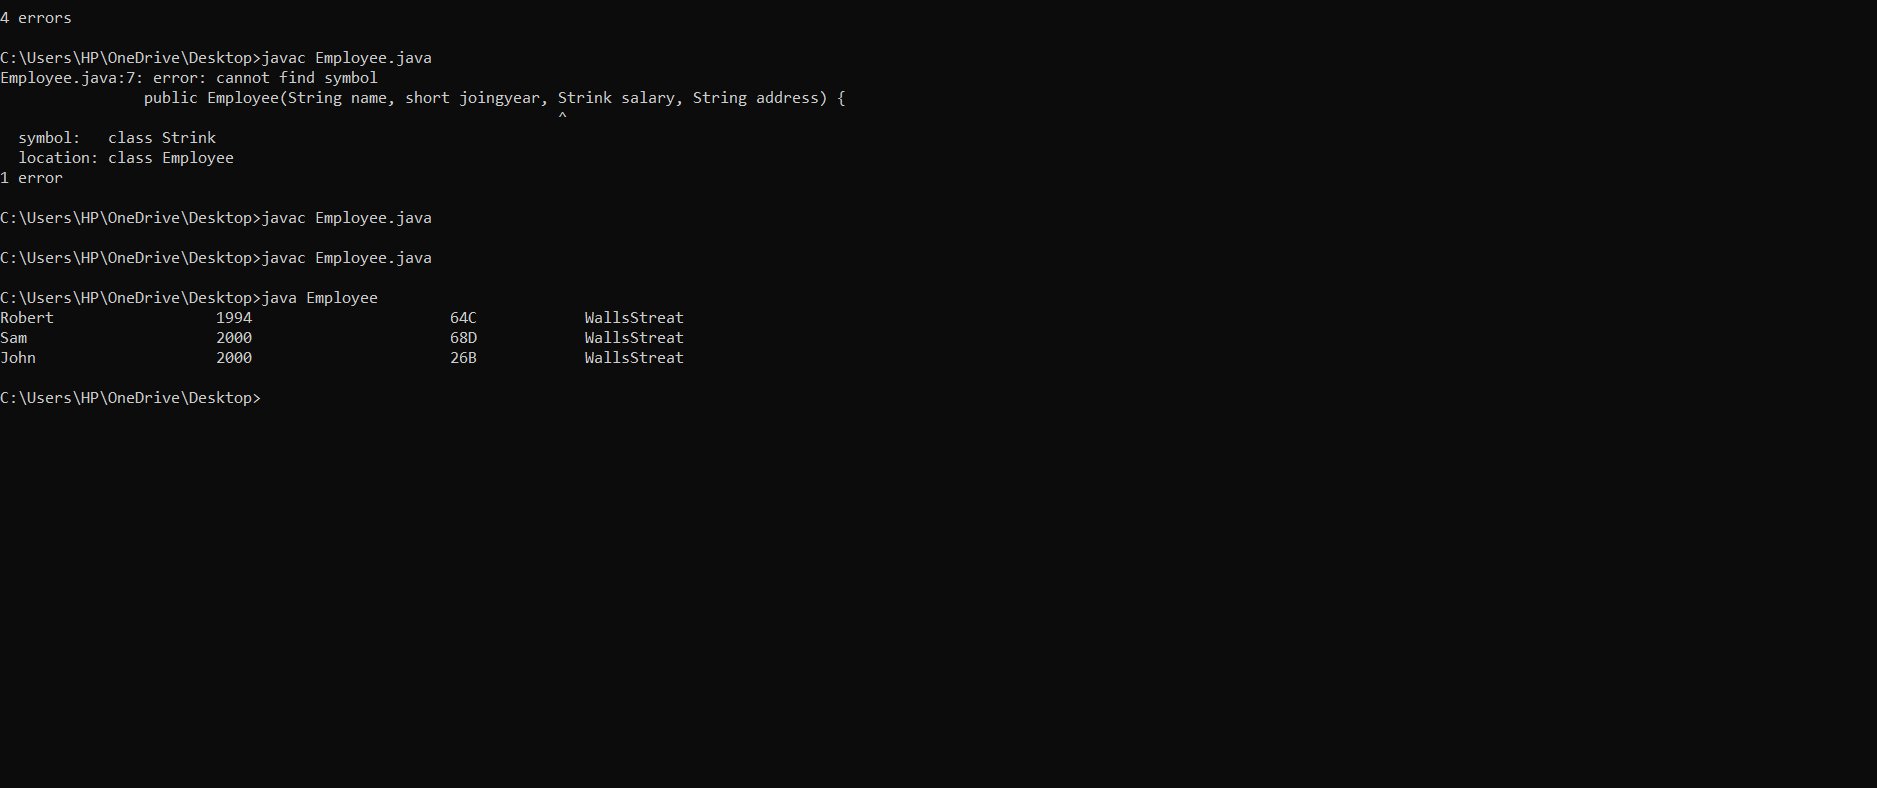 4 errors
C:\Users\HP\OneDrive\Desktop>javac Employee.java
Employee.java:7: error: cannot find symbol
public Employee(String name, short joingyear, Strink salary, String address) {
^
symbol:   class Strink
location: class Employee
1 error
C:\Users\HP\OneDrive\Desktop>javac Employee.java
C:\Users\HP\OneDrive\Desktop>javac Employee.java
C:\Users\HP\OneDrive\Desktop>java Employee
Robert                  1994                      64C            WallsStreat
Sam                     2000                      68D            WallsStreat
John                    2000                      26B            WallsStreat
C:\Users\HP\OneDrive\Desktop>